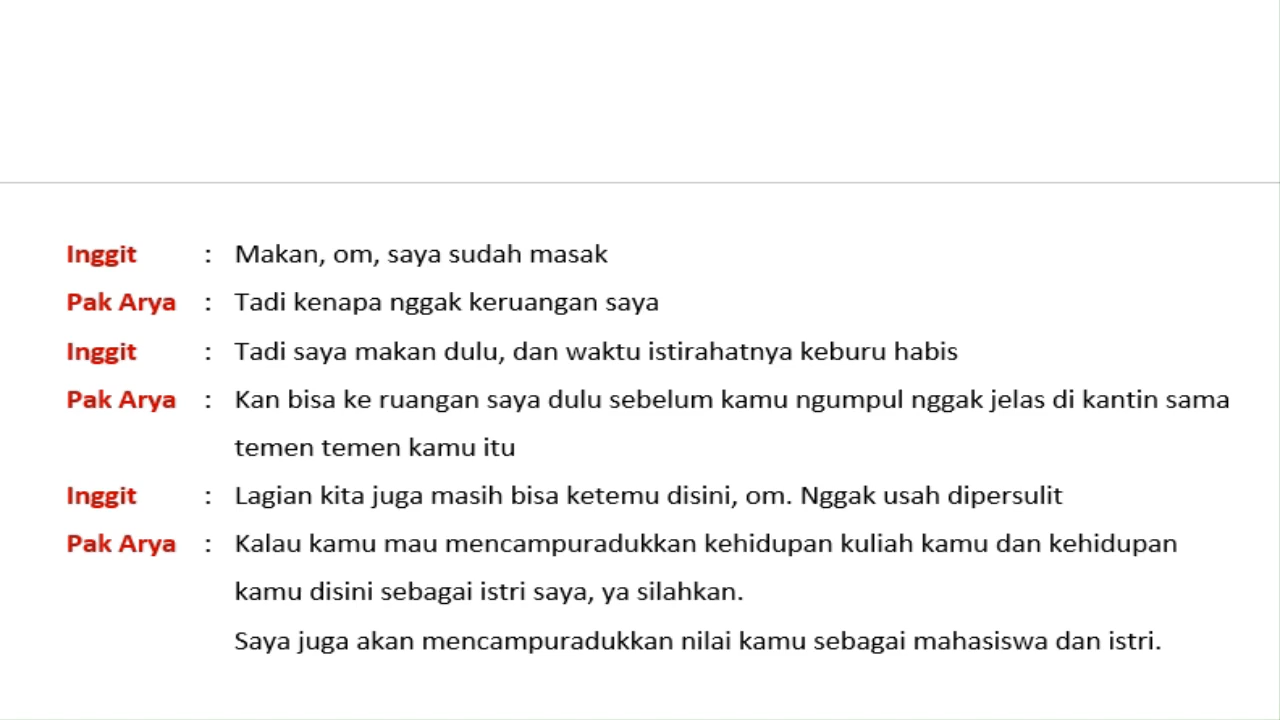 Inggit : Makan, om, saya sudah masak
Pak Arya : Tadi kenapa nggak keruangan saya
Inggit : Tadi saya makan dulu, dan waktu istirahatnya keburu habis
Pak Arya : Kan bisa ke ruangan saya dulu sebelum kamu ngumpul nggak jelas di kantin sama
temen temen kamu itu
Inggit : Lagian kita juga masih bisa ketemu disini, om. Nggak usah dipersulit
Pak Arya : Kalau kamu mau mencampuradukkan kehidupan kuliah kamu dan kehidupan
kamu disini sebagai istri saya, ya silahkan.
Saya juga akan mencampuradukkan nilai kamu sebagai mahasiswa dan istri.